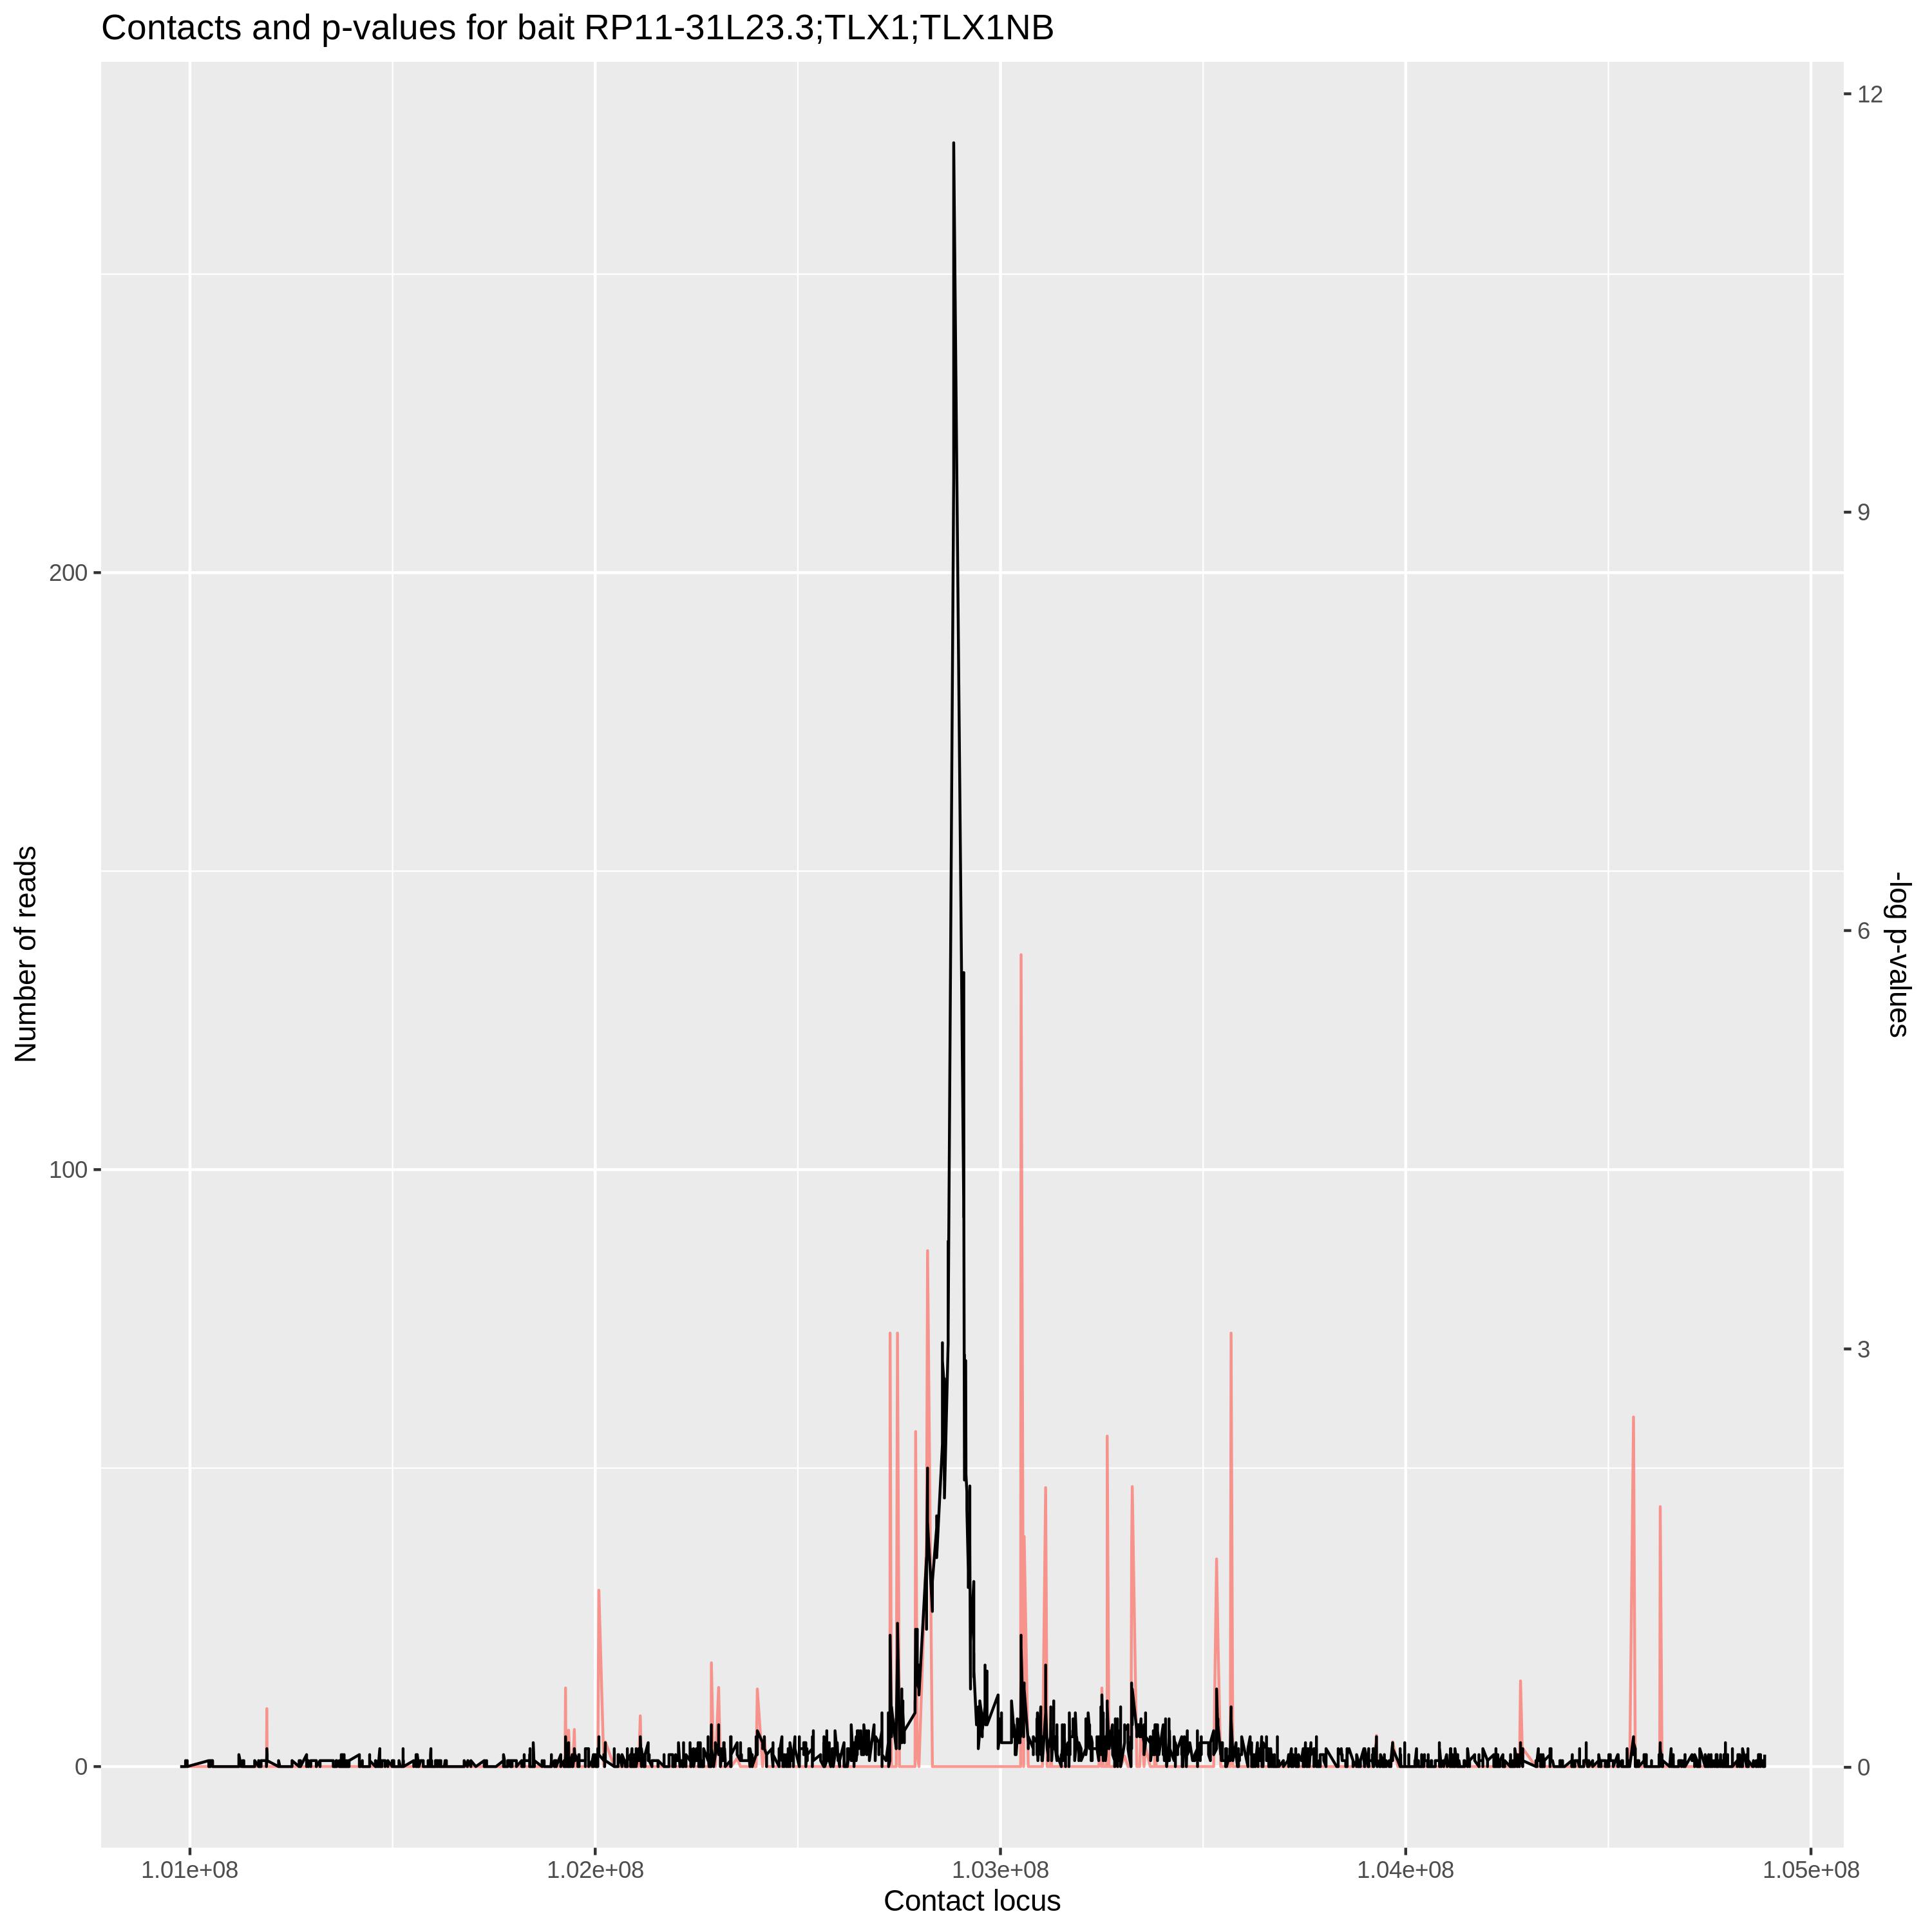 Contacts and p-values for bait RP11-31L23.3;TLX1;TLX1NB
12
9
200
6
Number of reads
-log p-values
100
3
0
0
1.01e+08
1.02e+08
1.03e+08
1.04e+08
1.05e+08
Contact locus